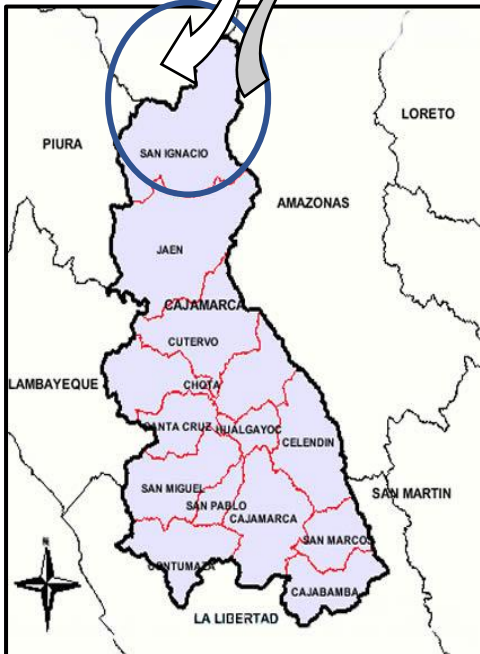 LORETO
PIURA
SAN IGNACIO
AMAZONAS
JAEN
CAJAMARCA
CUTERVO
LAMBAYEQUE
CHOTA
SANTA CRUZ
HUALGAYOC
CELENDIN
SAN MIGUEL
SAN MARTIN
SAN PABLO
CAJAMARCA
SAN MARCOS
CONTUMAZA
CAJABAMBA
LA LIBERTAD